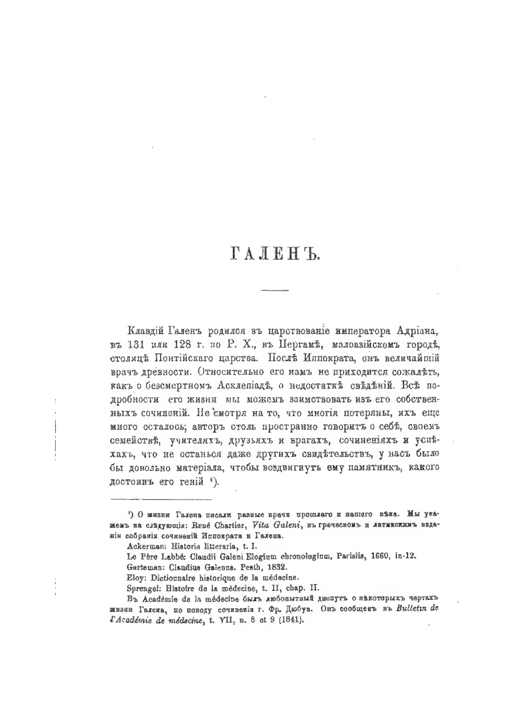 ГАЛЕНЪ.
Клавдій Галенъ родился въ царствованіе императора Адріана,
въ 131 или 128 г. по Р. Х., въ Пергамѣ, малоазійскомъ городѣ,
столицѣ Понтійскаго царства. Послѣ Иппократа, онъ величайшій
врачъ древности. Относительно его намъ не приходится сожалѣть,
какъ о безсмертномъ Асклепіадѣ, о недостаткѣ свѣдѣній. Всѣ по-
дробности его жизни мы можемъ заимствовать изъ его собствен-
ныхъ сочиненій. Не смотря на то, что многія потеряны, ихъ еще
много осталось; авторъ столь пространно говоритъ о себѣ, своемъ
семействѣ, учителяхъ, друзьяхъ и врагахъ, сочиненіяхъ и успѣ-
хахъ, что не останься даже другихъ свидѣтельствъ, у насъ было
бы довольно матеріала, чтобы воздвигнуть ему памятникъ, какого
достоинъ его геній ¹).
¹) О жизни Галена писали разные врачи прошлаго и нашего вѣка. Мы ука-
жемъ на слѣдующія: René Chartier, Vita Galeni, въ греческомъ и латинскимъ изда-
ніи собранія сочиненій Иппократа и Галена.
Ackerman: Historia litteraria, t. I.
Le Père Labbé: Claudii Galeni Elogium chronologium, Parisiis, 1660, in-12.
Gerteman: Claudius Galenus. Pesth, 1832.
Eloy: Dictionnaire historique de la médecine.
Sprengel: Histoire de la médecine, t. II, chap. II.
Въ Académie de la médecine былъ любопытный диспутъ о нѣкоторыхъ чертахъ
жизни Галена, по поводу сочиненія г. Фр. Дюбуа. Онъ сообщенъ въ Bulletin de
l'Académie de médecine, t. VII, n. 8 et 9 (1841).